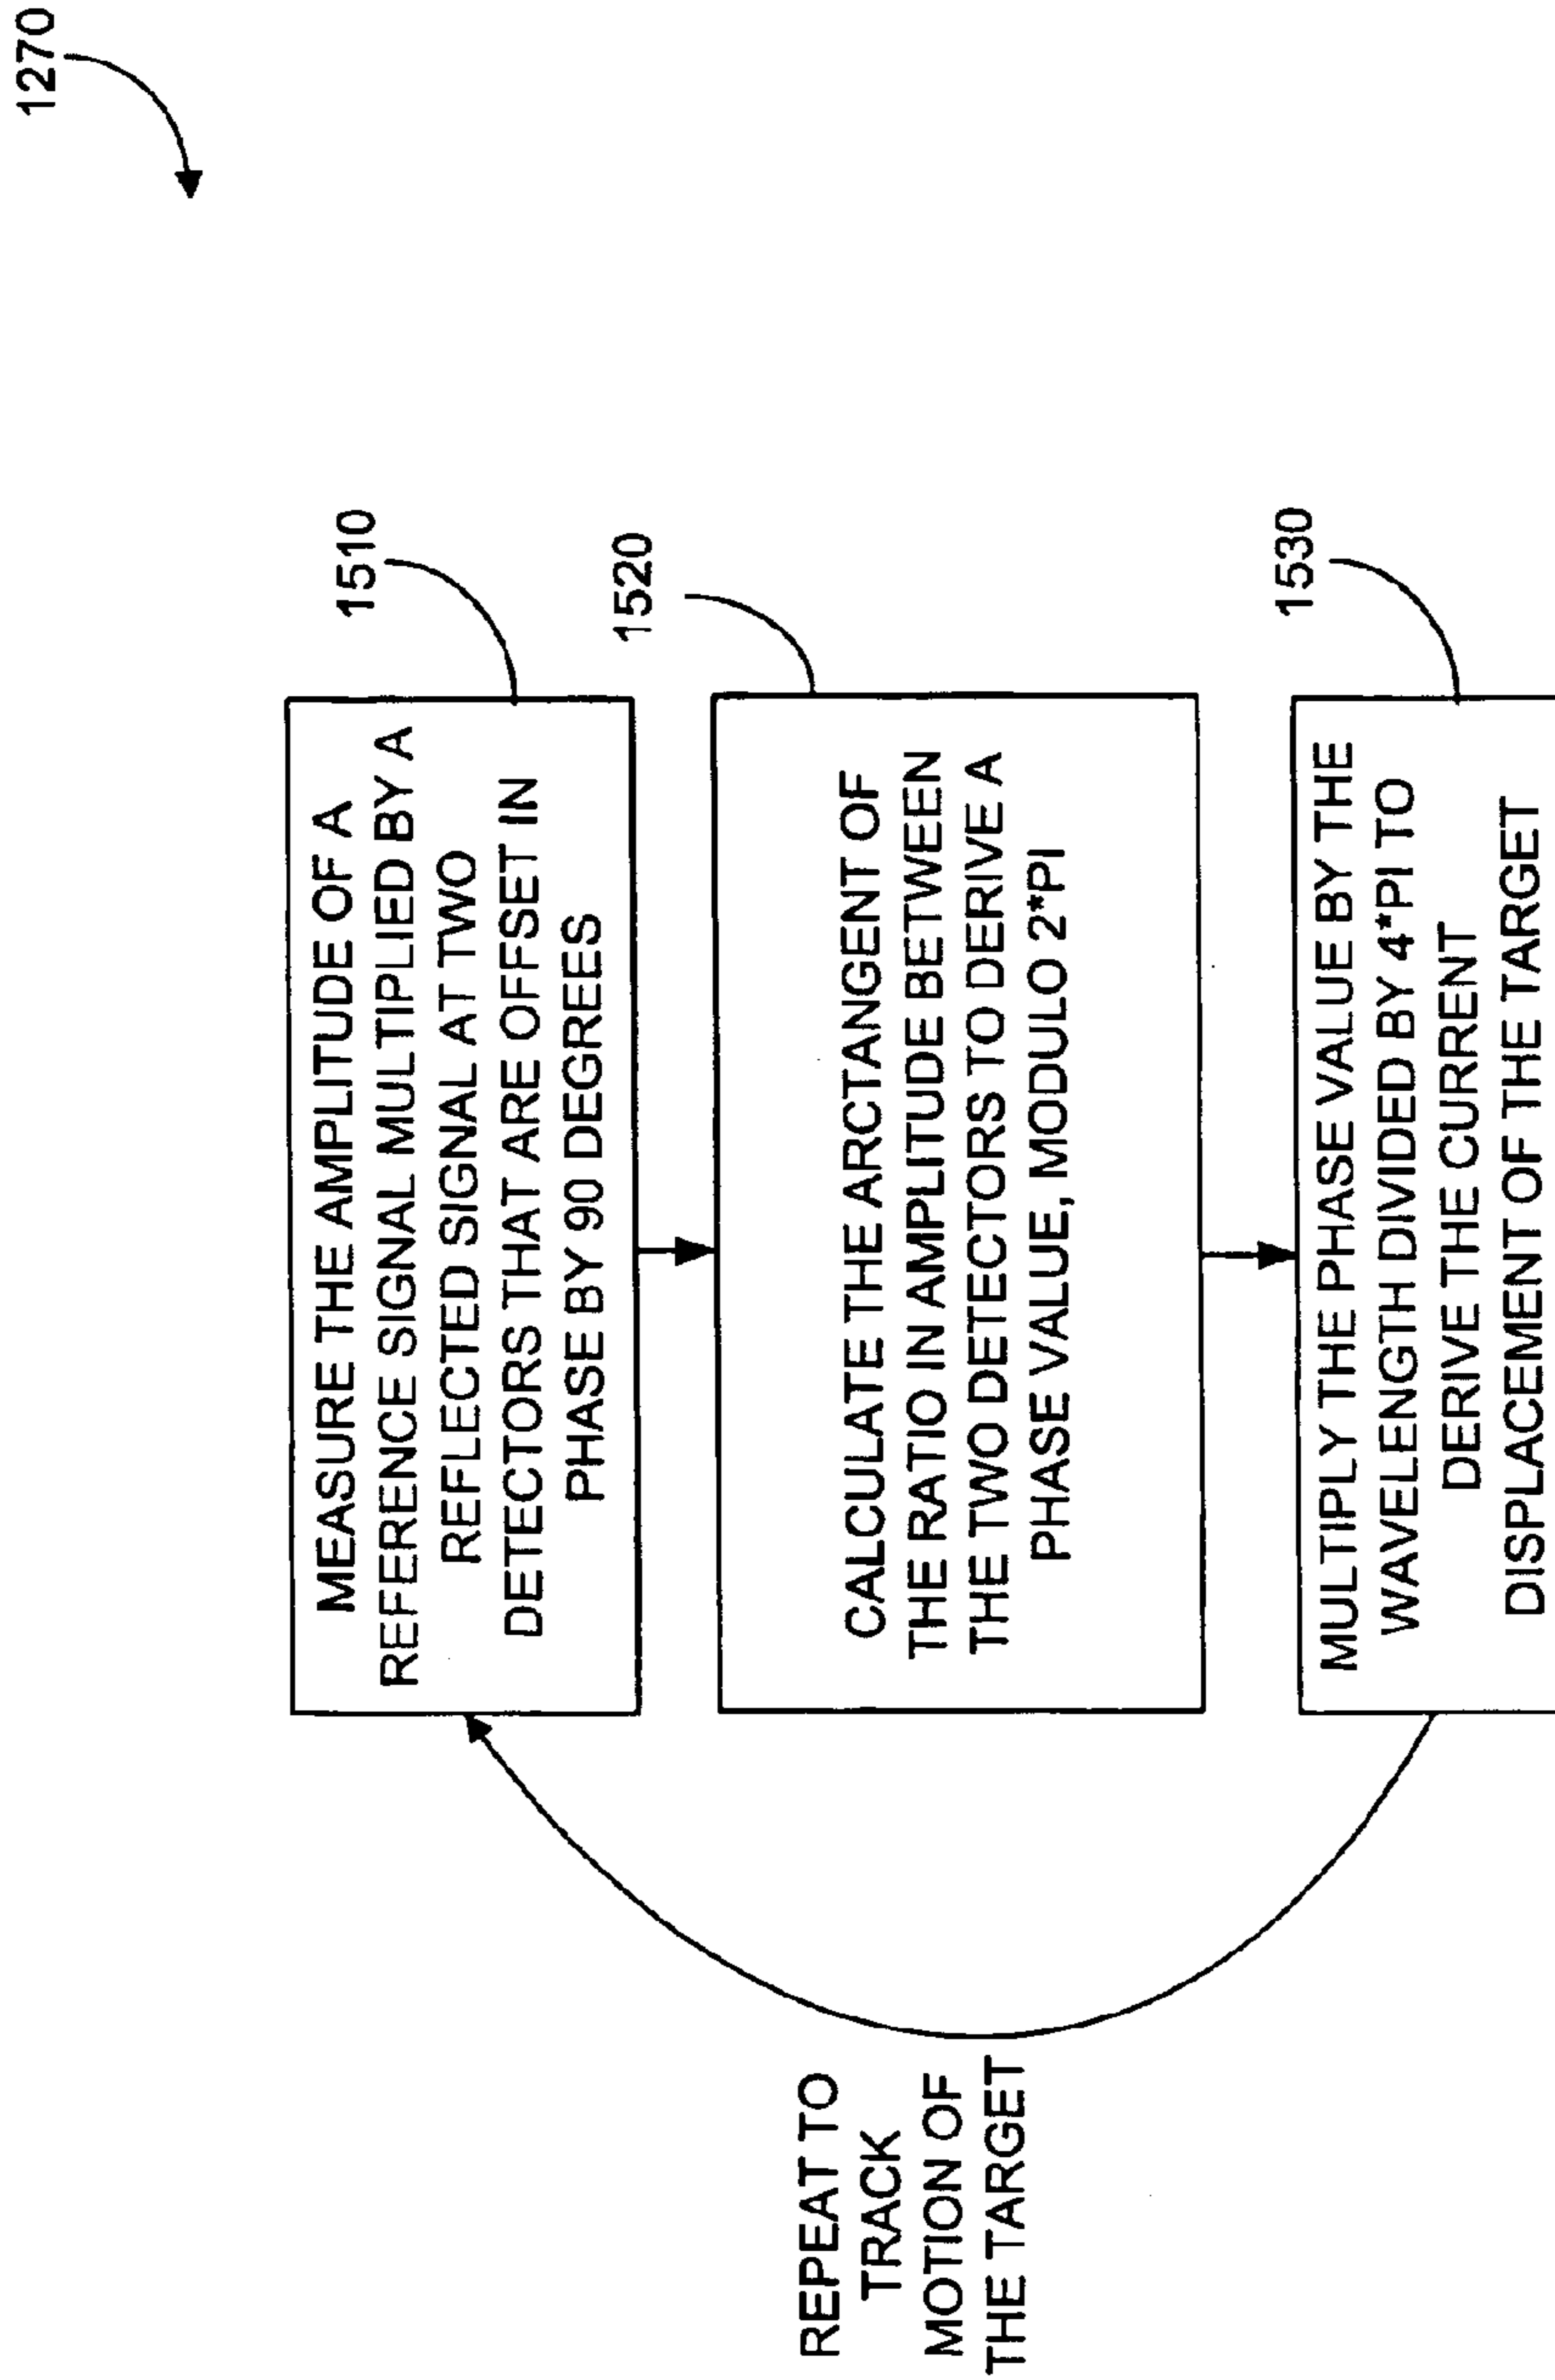 1270
1510
MEASURE THE AMPLITUDE OF A
REFERENCE SIGNAL MULTIPLIED BY A
REFLECTED SIGNAL AT TWO
DETECTORS THAT ARE OFFSET IN
PHASE BY 90 DEGREES
1520
CALCULATE THE ARCTANGENT OF
THE RATIO IN AMPLITUDE BETWEEN
THE TWO DETECTORS TO DERIVE A
PHASE VALUE, MODULO 2*PI
REPEAT TO
TRACK
MOTION OF
THE TARGET
1530
MULTIPLY THE PHASE VALUE BY THE
WAVELENGTH DIVIDED BY 4*PI TO
DERIVE THE CURRENT
DISPLACEMENT OF THE TARGET